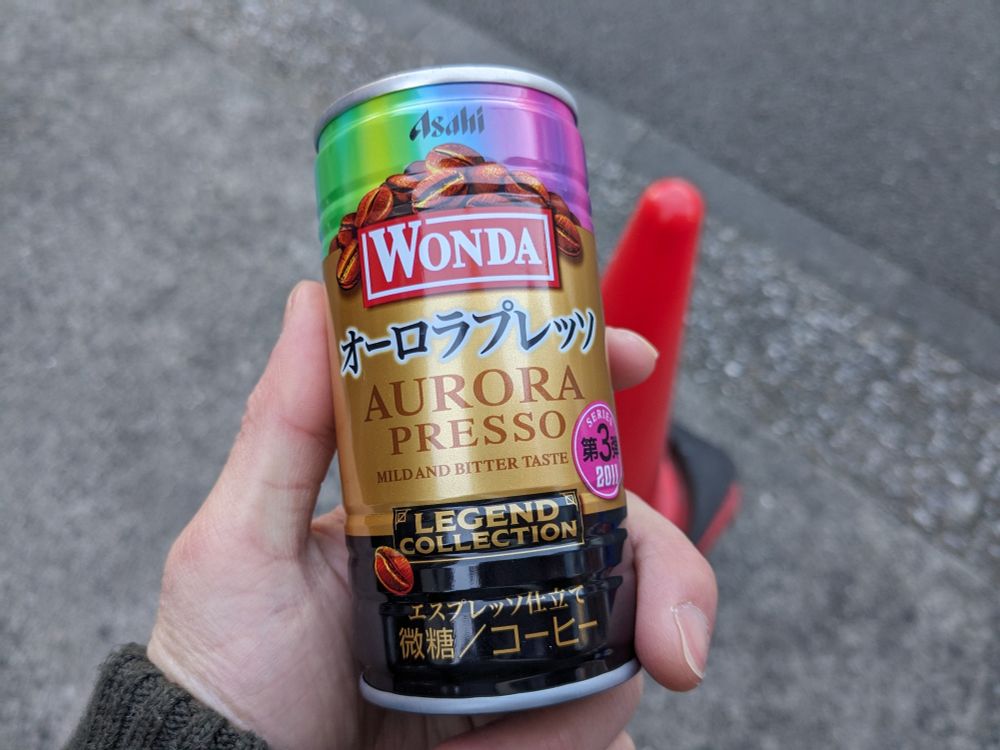 Asahi
WONDA
オーロラプレッソ
AURORA
PRESSO
MILD AND BITTER TASTE
SERIES
第3弾
2011
LEGEND
COLLECTION
エスプレッソ仕立て
微糖/コーヒー